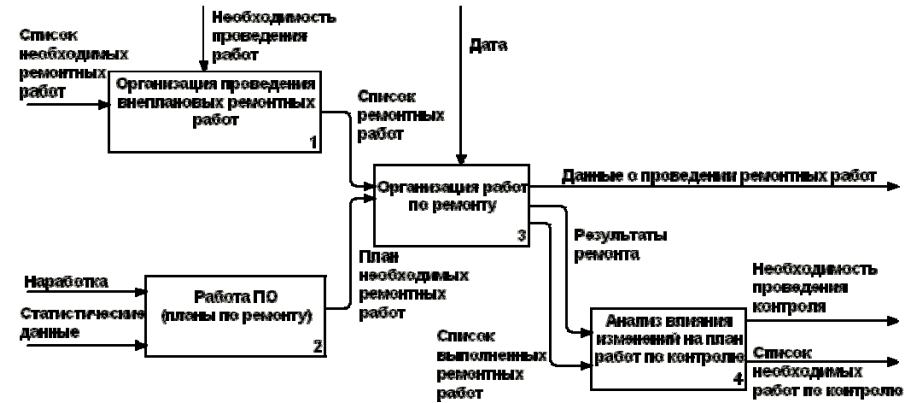 Необходимость
проведения
работ
Список
необходимых
ремонтных
работ
Дата
Организация проведения
внеплановых ремонтных
работ
1
Список
ремонтных
работ
Организация работ
по ремонту
3
Данные о проведении ремонтных работ
Результаты
ремонта
План
необходимых
ремонтных
работ
Наработка
Статистические
данные
Работа ПО
(планы по ремонту)
2
Список
выполненных
ремонтных
работ
Анализ влияния
изменений на план
работ по контролю
4
Необходимость
проведения
контроля
Список
необходимых
работ по контролю